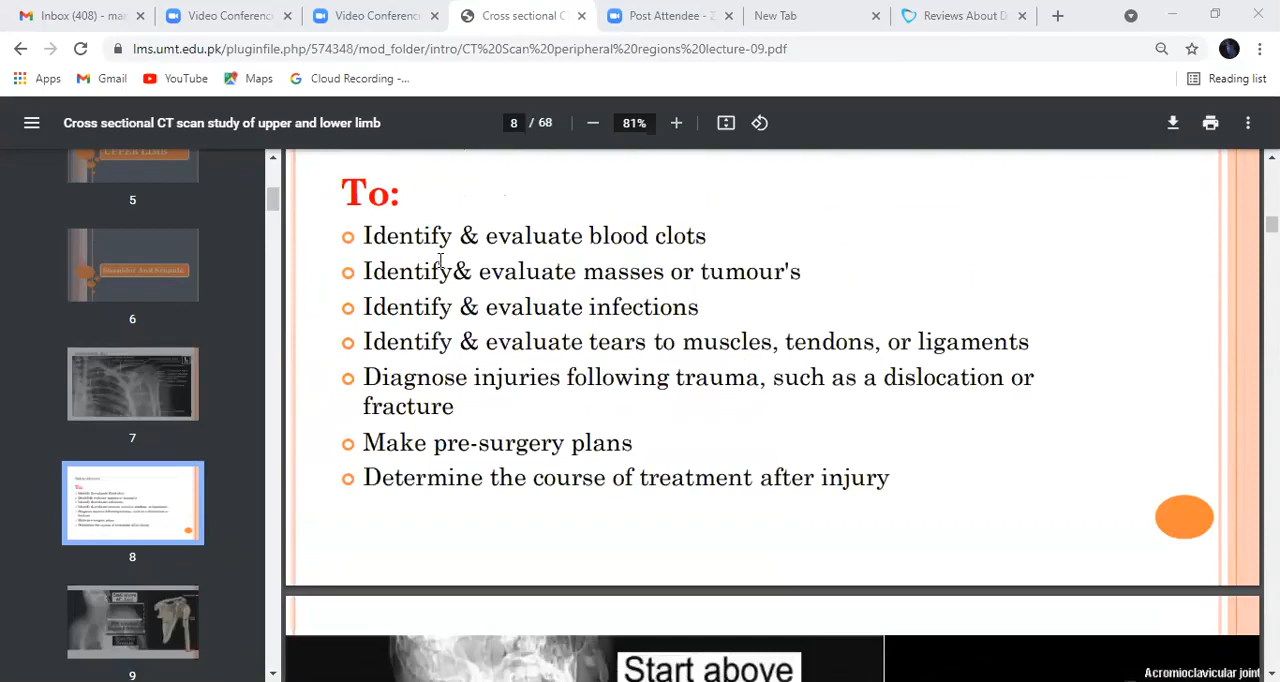 Inbox (408) - ma
Video Conferenc
Video Conferenc
Cross sectional C
Post Attendee - Z
New Tab
Reviews About D
lms.umt.edu.pk/pluginfile.php/574348/mod_folder/intro/CT%20Scan%20peripheral%20regions%20lecture-09.pdf
Apps
Gmail
YouTube
Maps
Cloud Recording -...
Reading list
Cross sectional CT scan study of upper and lower limb
8 / 68
81%
UPPER LIMB
5
Shoulder And Scapula
6
7
8
9
To:
Identify & evaluate blood clots
Identify& evaluate masses or tumour's
Identify & evaluate infections
Identify & evaluate tears to muscles, tendons, or ligaments
Diagnose injuries following trauma, such as a dislocation or
fracture
Make pre-surgery plans
Determine the course of treatment after injury
Start above
Acromioclavicular joint